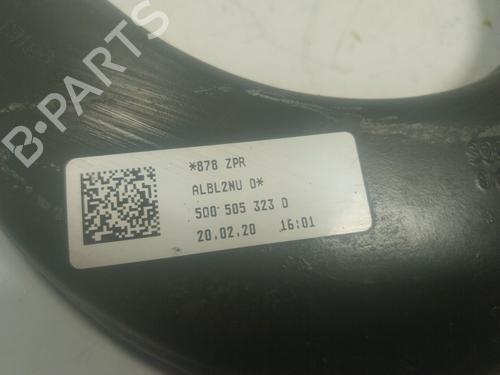 B-PARTS
*878 ZPR
ALBL2NU D*
5Q0 505 323 D
20.02.20 16:01